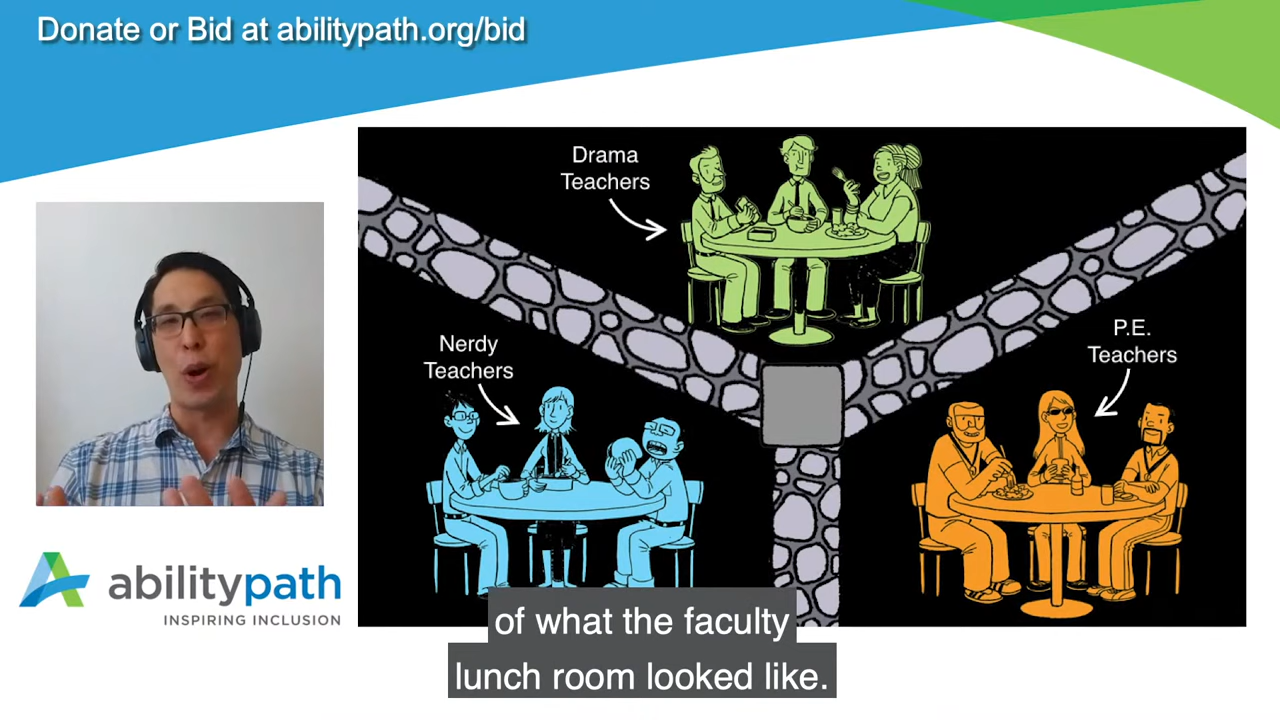 Donate or Bid at abilitypath.org/bid
Drama
Teachers
Nerdy
Teachers
P.E.
Teachers
abilitypath
INSPIRING INCLUSION
of what the faculty
lunch room looked like.